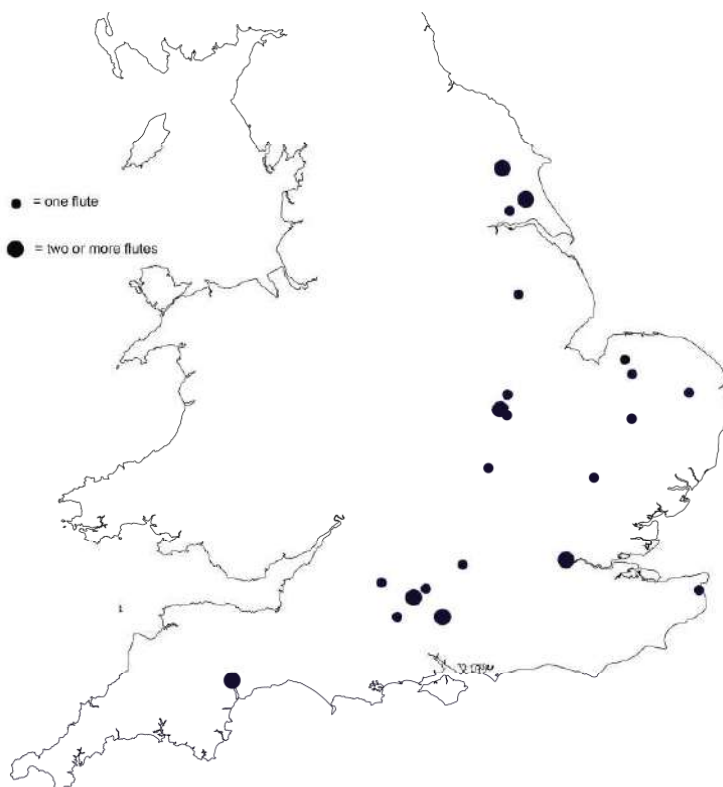 = one flute
= two or more flutes